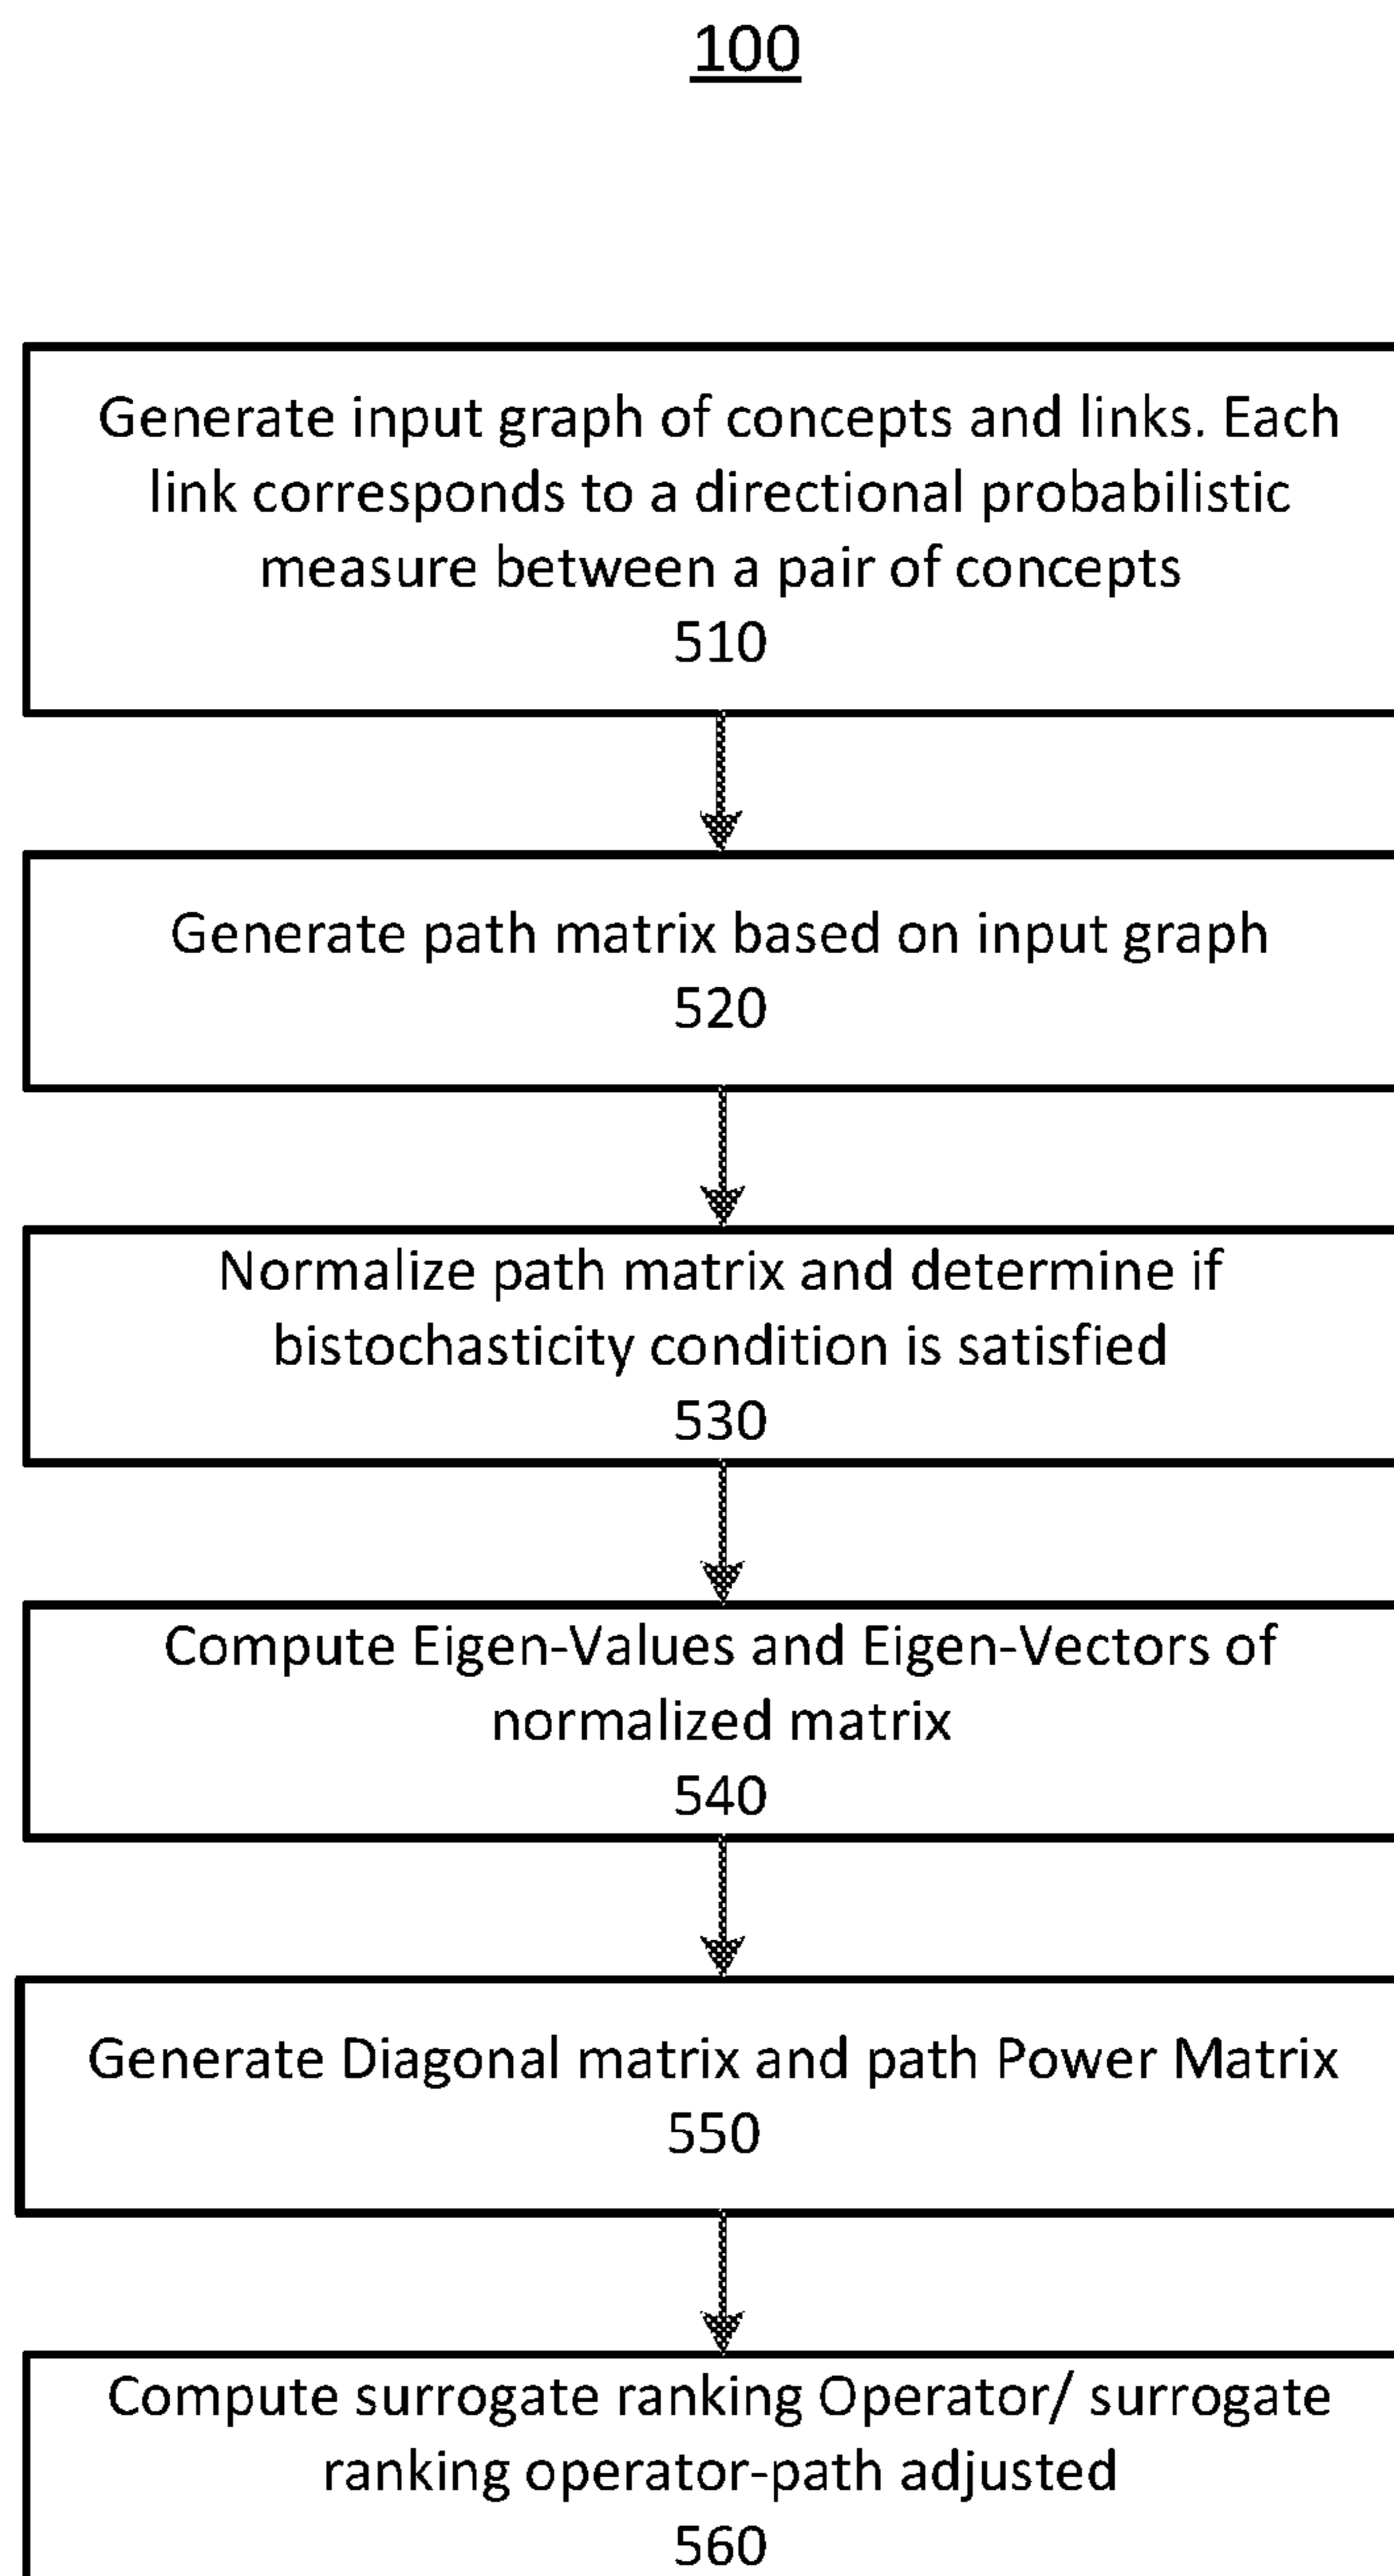 100
Generate input graph of concepts and links. Each
link corresponds to a directional probabilistic
measure between a pair of concepts
510
Generate path matrix based on input graph
520
Normalize path matrix and determine if
bistochasticity condition is satisfied
530
Compute Eigen-Values and Eigen-Vectors of
normalized matrix
540
Generate Diagonal matrix and path Power Matrix
550
Compute surrogate ranking Operator/ surrogate
ranking operator-path adjusted
560